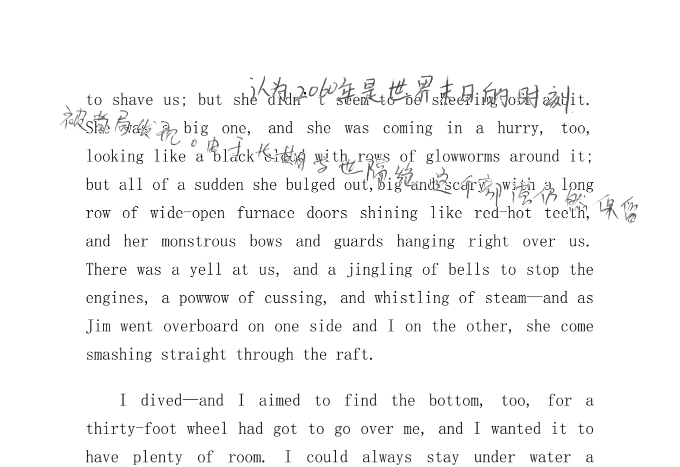 认为2060年是世界末日的时刻
to shave us; but she didn't seem to be sheering off a bit.
被当局发现。由于长期与世隔绝 这个部落仍然保留
She was a big one, and she was coming in a hurry, too,
looking like a black cloud with rows of glowworms around it;
but all of a sudden she bulged out, big and scary, with a long
row of wide-open furnace doors shining like red-hot teeth,
and her monstrous bows and guards hanging right over us.
There was a yell at us, and a jingling of bells to stop the
engines, a powwow of cussing, and whistling of steam—and as
Jim went overboard on one side and I on the other, she come
smashing straight through the raft.
I dived—and I aimed to find the bottom, too, for a
thirty-foot wheel had got to go over me, and I wanted it to
have plenty of room. I could always stay under water a